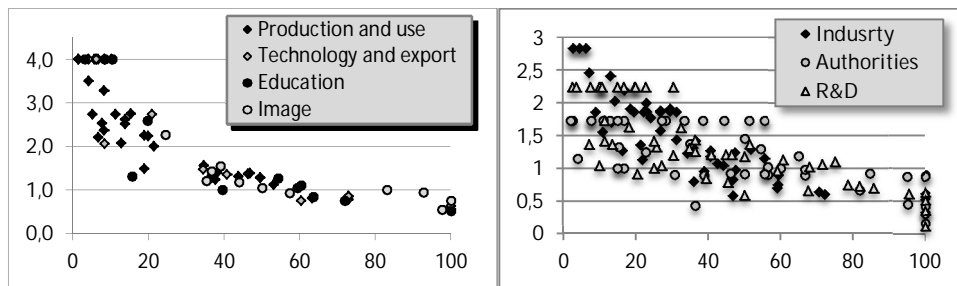 Production and use
Technology and export
Education
Image
4,0
3,0
2,0
1,0
0,0
0 20 40 60 80 100
Indusrty
Authorities
R&D
3
2,5
2
1,5
1
0,5
0
0 20 40 60 80 100